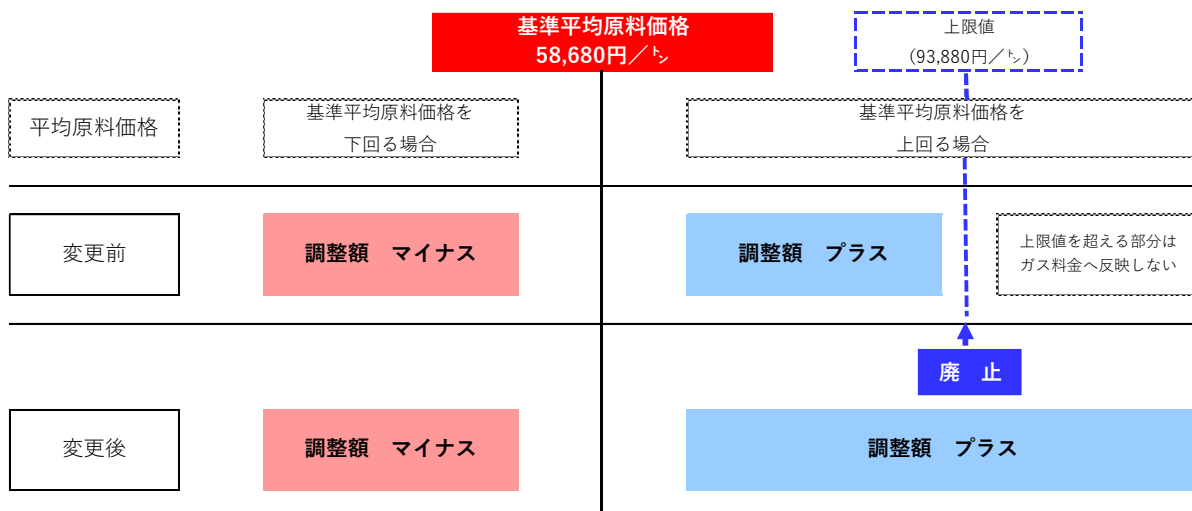 基準平均原料価格
58,680円／㌧
上限値
(93,880円／㌧)
平均原料価格
基準平均原料価格を
下回る場合
基準平均原料価格を
上回る場合
変更前
調整額　マイナス
調整額　プラス
上限値を超える部分は
ガス料金へ反映しない
廃　止
変更後
調整額　マイナス
調整額　プラス